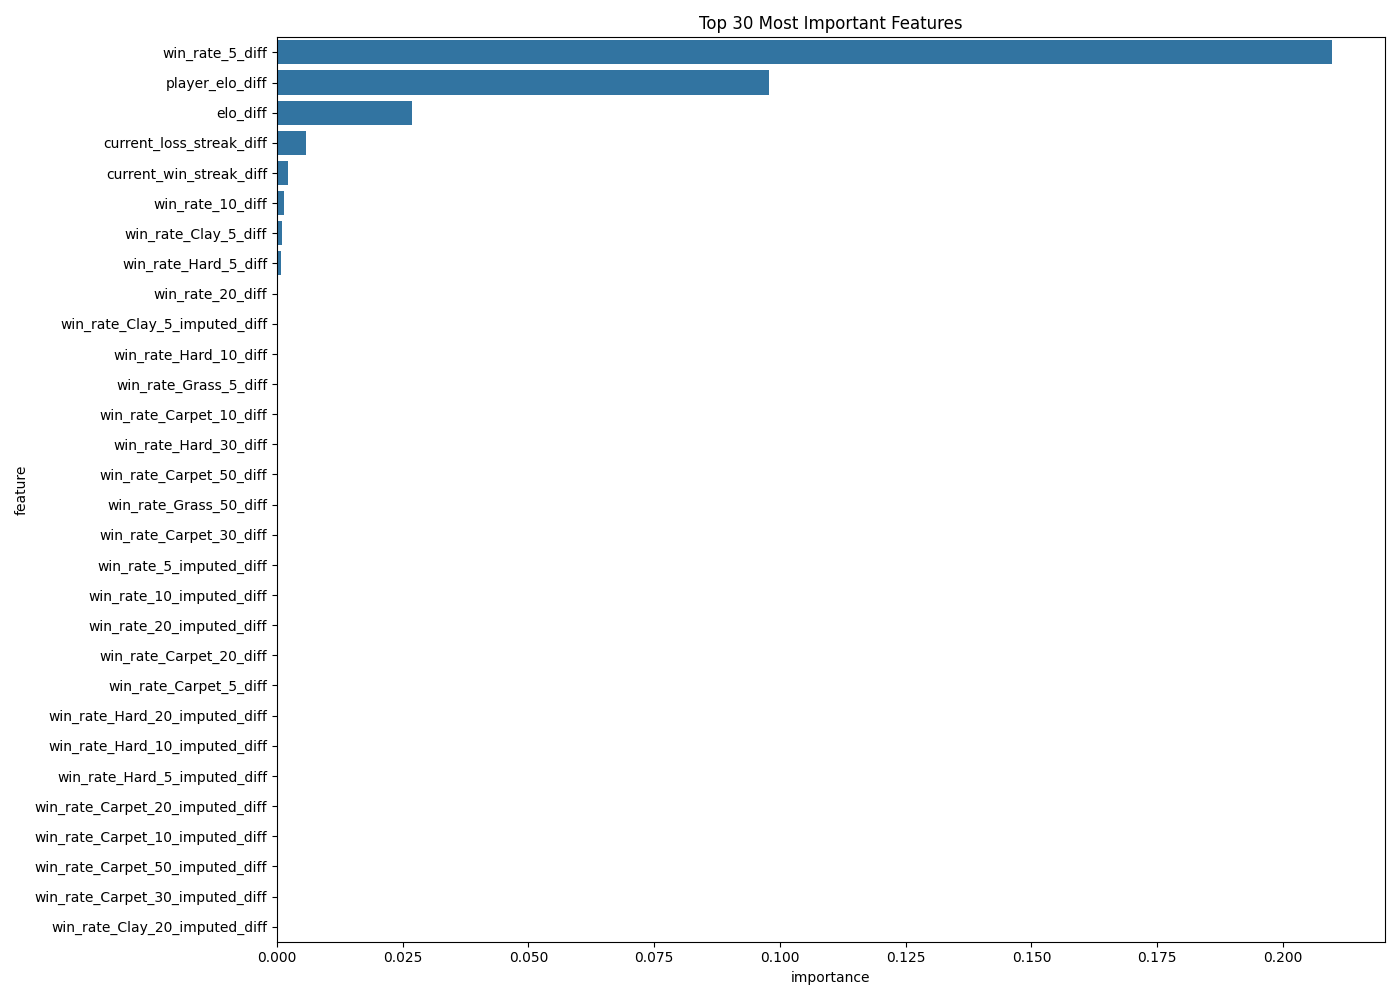 Top 30 Most Important Features
win_rate_5_diff
player_elo_diff
elo_diff
current_loss_streak_diff
current_win_streak_diff
win_rate_10_diff
win_rate_Clay_5_diff
win_rate_Hard_5_diff
win_rate_20_diff
win_rate_Clay_5_imputed_diff
win_rate_Hard_10_diff
win_rate_Grass_5_diff
win_rate_Carpet_10_diff
win_rate_Hard_30_diff
win_rate_Carpet_50_diff
win_rate_Grass_50_diff
win_rate_Carpet_30_diff
win_rate_5_imputed_diff
win_rate_10_imputed_diff
win_rate_20_imputed_diff
win_rate_Carpet_20_diff
win_rate_Carpet_5_diff
win_rate_Hard_20_imputed_diff
win_rate_Hard_10_imputed_diff
win_rate_Hard_5_imputed_diff
win_rate_Carpet_20_imputed_diff
win_rate_Carpet_10_imputed_diff
win_rate_Carpet_50_imputed_diff
win_rate_Carpet_30_imputed_diff
win_rate_Clay_20_imputed_diff
feature
0.000 0.025 0.050 0.075 0.100 0.125 0.150 0.175 0.200
importance